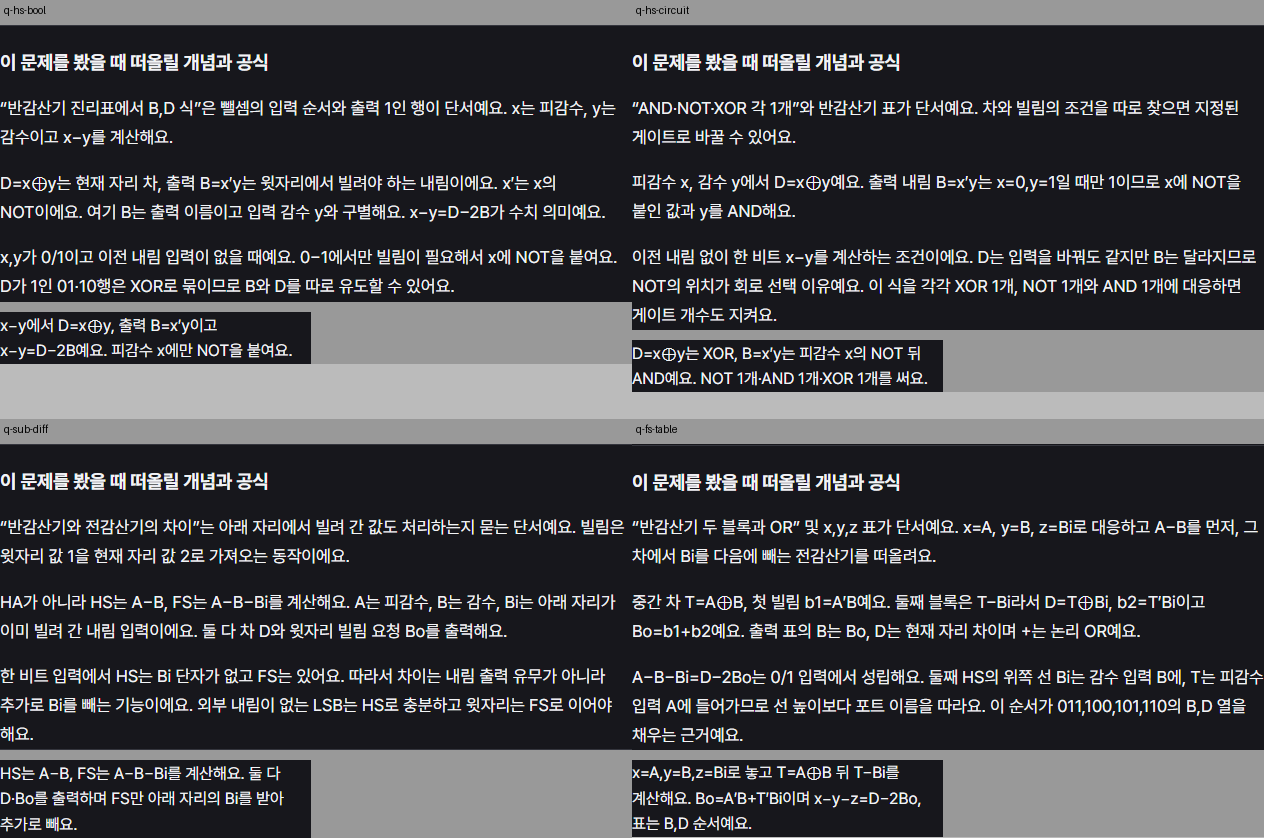 q-hs-bool
이 문제를 봤을 때 떠올릴 개념과 공식
“반감산기 진리표에서 B,D 식”은 뺄셈의 입력 순서와 출력 1인 행이 단서예요. x는 피감수, y는
감수이고 x−y를 계산해요.
D=x⊕y는 현재 자리 차, 출력 B=x′y는 윗자리에서 빌려야 하는 내림이에요. x′는 x의
NOT이에요. 여기 B는 출력 이름이고 입력 감수 y와 구별해요. x−y=D−2B가 수치 의미예요.
x,y가 0/1이고 이전 내림 입력이 없을 때예요. 0−1에서만 빌림이 필요해서 x에 NOT을 붙여요.
D가 1인 01·10행은 XOR로 묶이므로 B와 D를 따로 유도할 수 있어요.
x−y에서 D=x⊕y, 출력 B=x′y이고
x−y=D−2B예요. 피감수 x에만 NOT을 붙여요.
q-hs-circuit
이 문제를 봤을 때 떠올릴 개념과 공식
“AND·NOT·XOR 각 1개”와 반감산기 표가 단서예요. 차와 빌림의 조건을 따로 찾으면 지정된
게이트로 바꿀 수 있어요.
피감수 x, 감수 y에서 D=x⊕y예요. 출력 내림 B=x′y는 x=0,y=1일 때만 1이므로 x에 NOT을
붙인 값과 y를 AND해요.
이전 내림 없이 한 비트 x−y를 계산하는 조건이에요. D는 입력을 바꿔도 같지만 B는 달라지므로
NOT의 위치가 회로 선택 이유예요. 이 식을 각각 XOR 1개, NOT 1개와 AND 1개에 대응하면
게이트 개수도 지켜요.
D=x⊕y는 XOR, B=x′y는 피감수 x의 NOT 뒤
AND예요. NOT 1개·AND 1개·XOR 1개를 써요.
q-sub-diff
이 문제를 봤을 때 떠올릴 개념과 공식
“반감산기와 전감산기의 차이”는 아래 자리에서 빌려 간 값도 처리하는지 묻는 단서예요. 빌림은
윗자리 값 1을 현재 자리 값 2로 가져오는 동작이에요.
HA가 아니라 HS는 A−B, FS는 A−B−Bi를 계산해요. A는 피감수, B는 감수, Bi는 아래 자리가
이미 빌려 간 내림 입력이에요. 둘 다 차 D와 윗자리 빌림 요청 Bo를 출력해요.
한 비트 입력에서 HS는 Bi 단자가 없고 FS는 있어요. 따라서 차이는 내림 출력 유무가 아니라
추가로 Bi를 빼는 기능이에요. 외부 내림이 없는 LSB는 HS로 충분하고 윗자리는 FS로 이어야
해요.
HS는 A−B, FS는 A−B−Bi를 계산해요. 둘 다
D·Bo를 출력하며 FS만 아래 자리의 Bi를 받아
추가로 빼요.
q-fs-table
이 문제를 봤을 때 떠올릴 개념과 공식
“반감산기 두 블록과 OR” 및 x,y,z 표가 단서예요. x=A, y=B, z=Bi로 대응하고 A−B를 먼저, 그
차에서 Bi를 다음에 빼는 전감산기를 떠올려요.
중간 차 T=A⊕B, 첫 빌림 b1=A′B예요. 둘째 블록은 T−Bi라서 D=T⊕Bi, b2=T′Bi이고
Bo=b1+b2예요. 출력 표의 B는 Bo, D는 현재 자리 차이며 +는 논리 OR예요.
A−B−Bi=D−2Bo는 0/1 입력에서 성립해요. 둘째 HS의 위쪽 선 Bi는 감수 입력 B에, T는 피감수
입력 A에 들어가므로 선 높이보다 포트 이름을 따라요. 이 순서가 011,100,101,110의 B,D 열을
채우는 근거예요.
x=A,y=B,z=Bi로 놓고 T=A⊕B 뒤 T−Bi를
계산해요. Bo=A′B+T′Bi이며 x−y−z=D−2Bo,
표는 B,D 순서예요.